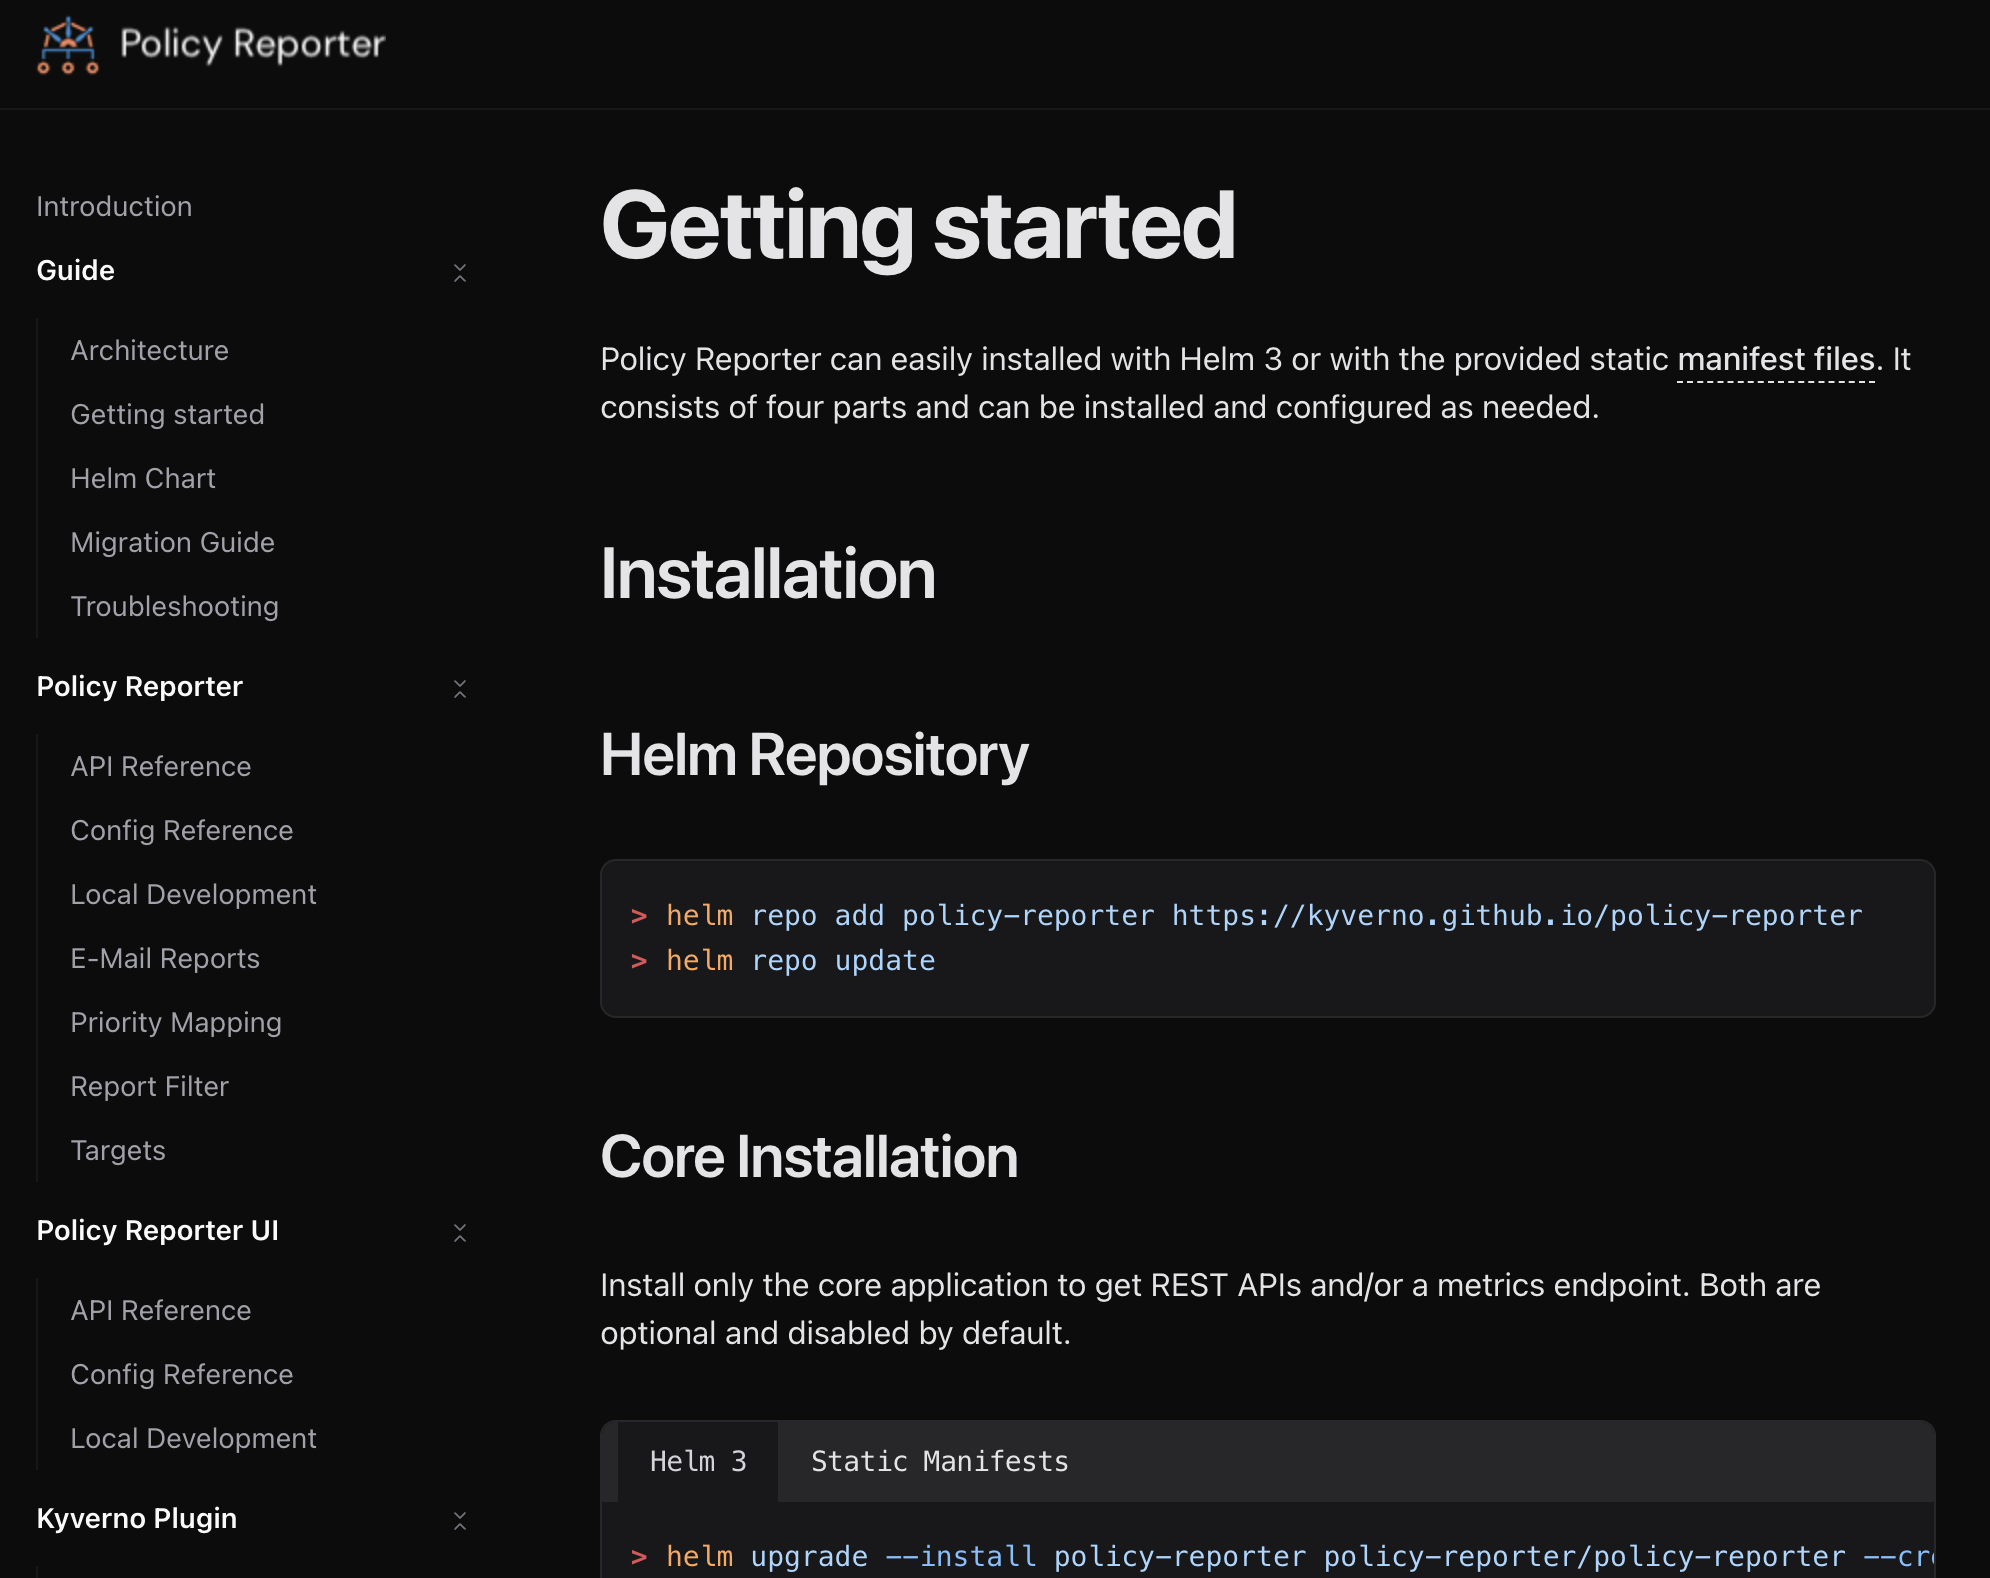 Policy Reporter
Introduction
Guide
Architecture
Getting started
Helm Chart
Migration Guide
Troubleshooting
Policy Reporter
API Reference
Config Reference
Local Development
E-Mail Reports
Priority Mapping
Report Filter
Targets
Policy Reporter UI
API Reference
Config Reference
Local Development
Kyverno Plugin
Getting started
Policy Reporter can easily installed with Helm 3 or with the provided static manifest files. It
consists of four parts and can be installed and configured as needed.
Installation
Helm Repository
> helm repo add policy-reporter https://kyverno.github.io/policy-reporter
> helm repo update
Core Installation
Install only the core application to get REST APIs and/or a metrics endpoint. Both are
optional and disabled by default.
Helm 3 Static Manifests
> helm upgrade --install policy-reporter policy-reporter/policy-reporter